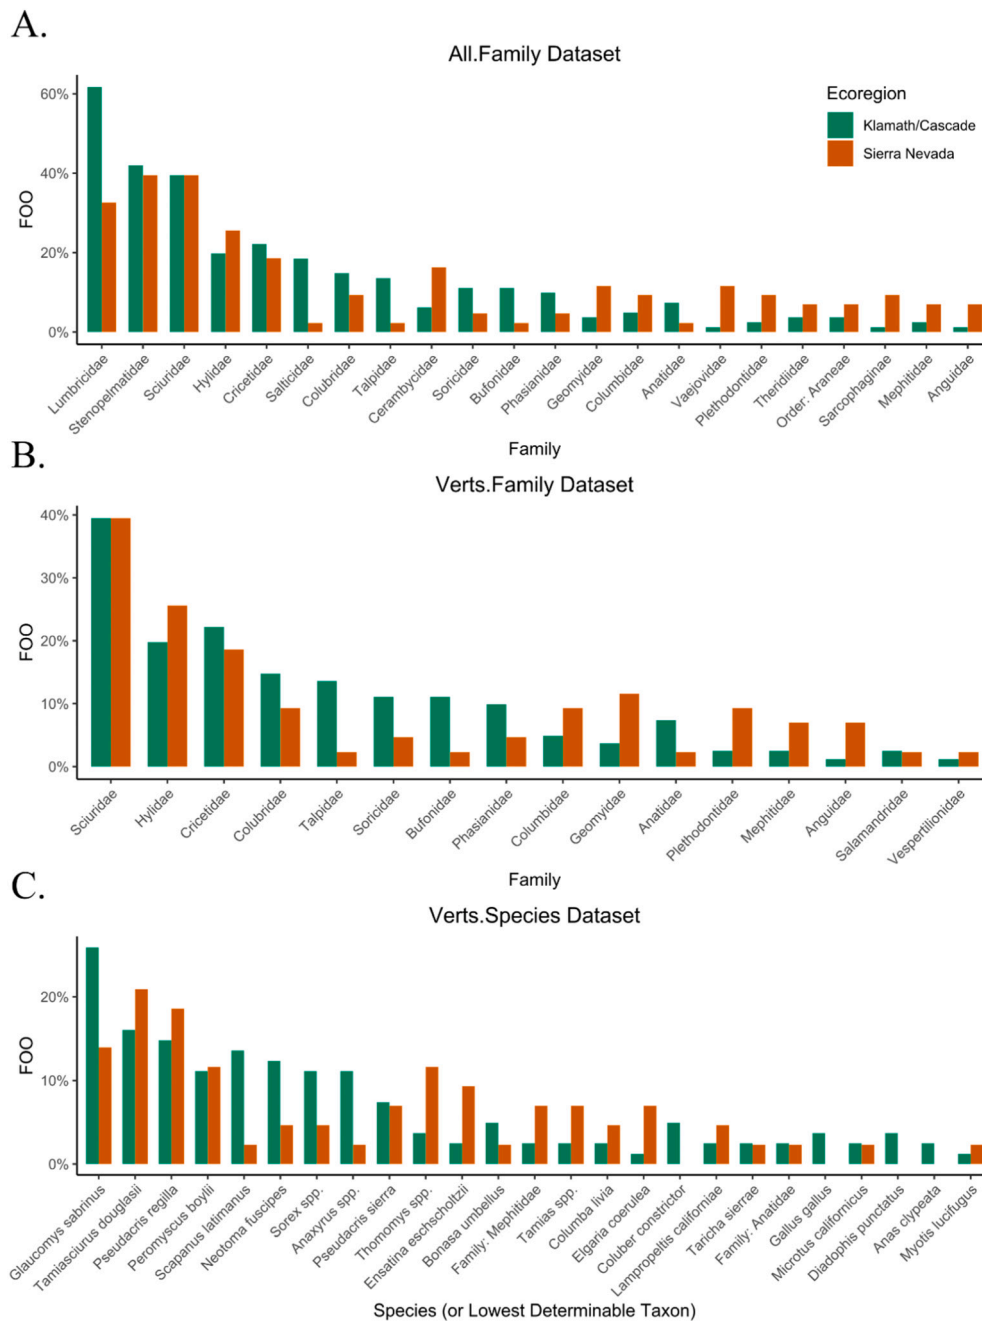 A.
All.Family Dataset
Ecoregion
Klamath/Cascade
Sierra Nevada
FOO
60%
40%
20%
0%
Lumbricidae
Stenopelmatidae
Sciuridae
Hylidae
Cricetidae
Salticidae
Colubridae
Talpidae
Cerambycidae
Soricidae
Bufonidae
Phasianidae
Geomyidae
Columbidae
Anatidae
Vaejovidae
Plethodontidae
Theridiidae
Order: Araneae
Sarcophaginae
Mephitidae
Anguidae
Family
B.
Verts.Family Dataset
FOO
40%
30%
20%
10%
0%
Sciuridae
Hylidae
Cricetidae
Colubridae
Talpidae
Soricidae
Bufonidae
Phasianidae
Columbidae
Geomyidae
Anatidae
Plethodontidae
Mephitidae
Anguidae
Salamandridae
Vespertilionidae
Family
C.
Verts.Species Dataset
FOO
20%
10%
0%
Glaucomys sabrinus
Tamiasciurus douglasii
Pseudacris regilla
Peromyscus boylii
Scapanus latimanus
Neotoma fuscipes
Sorex spp.
Anaxyrus spp.
Pseudacris sierra
Thomomys spp.
Ensatina eschscholtzii
Bonasa umbellus
Family: Mephitidae
Tamias spp.
Columba livia
Elgaria coerulea
Coluber constrictor
Lampropeltis californiae
Taricha sierrae
Family: Anatidae
Gallus gallus
Microtus californicus
Diadophis punctatus
Anas clypeata
Myotis lucifugus
Species (or Lowest Determinable Taxon)